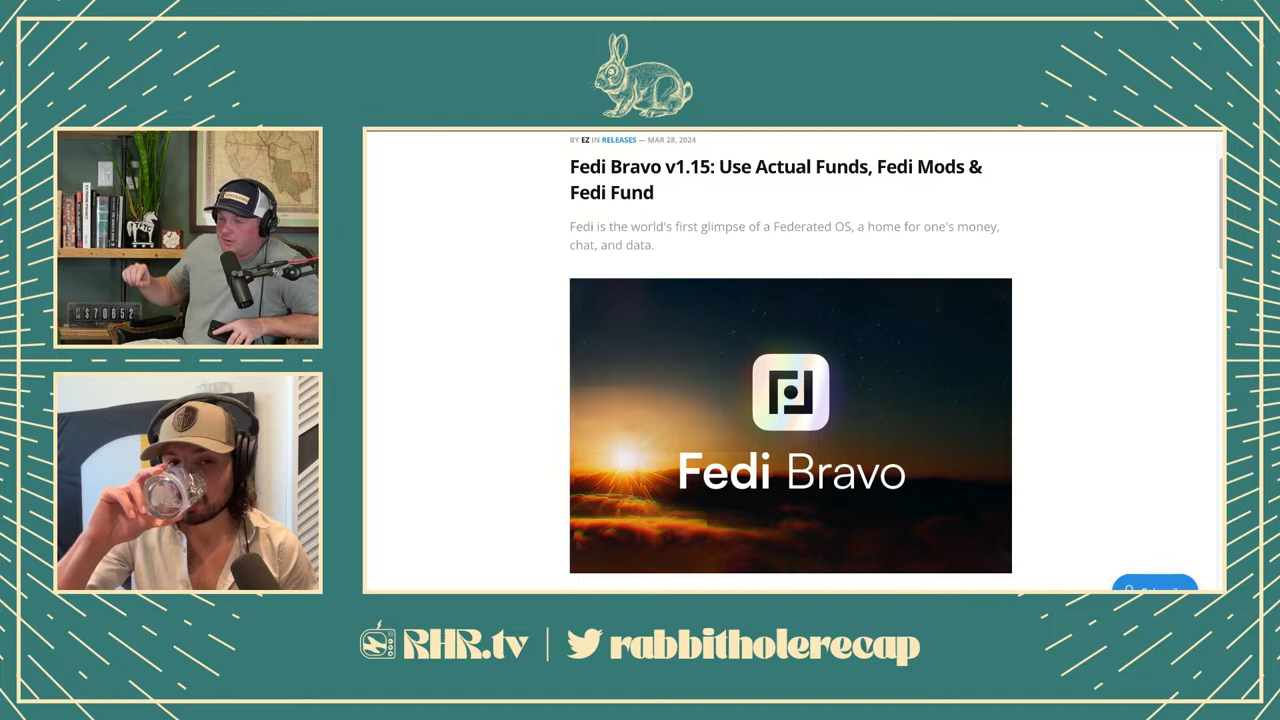 BY EZ IN RELEASES — MAR 28, 2024
Fedi Bravo v1.15: Use Actual Funds, Fedi Mods &
Fedi Fund
Fedi is the world's first glimpse of a Federated OS, a home for one's money,
chat, and data.
Fedi Bravo
$70652
RHR.tv
rabbitholerecap